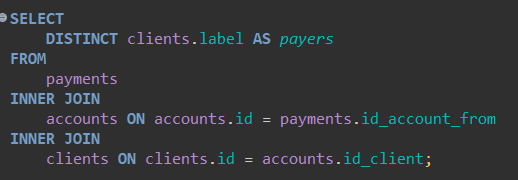 SELECT
DISTINCT clients.label AS payers
FROM
payments
INNER JOIN
accounts ON accounts.id = payments.id_account_from
INNER JOIN
clients ON clients.id = accounts.id_client;